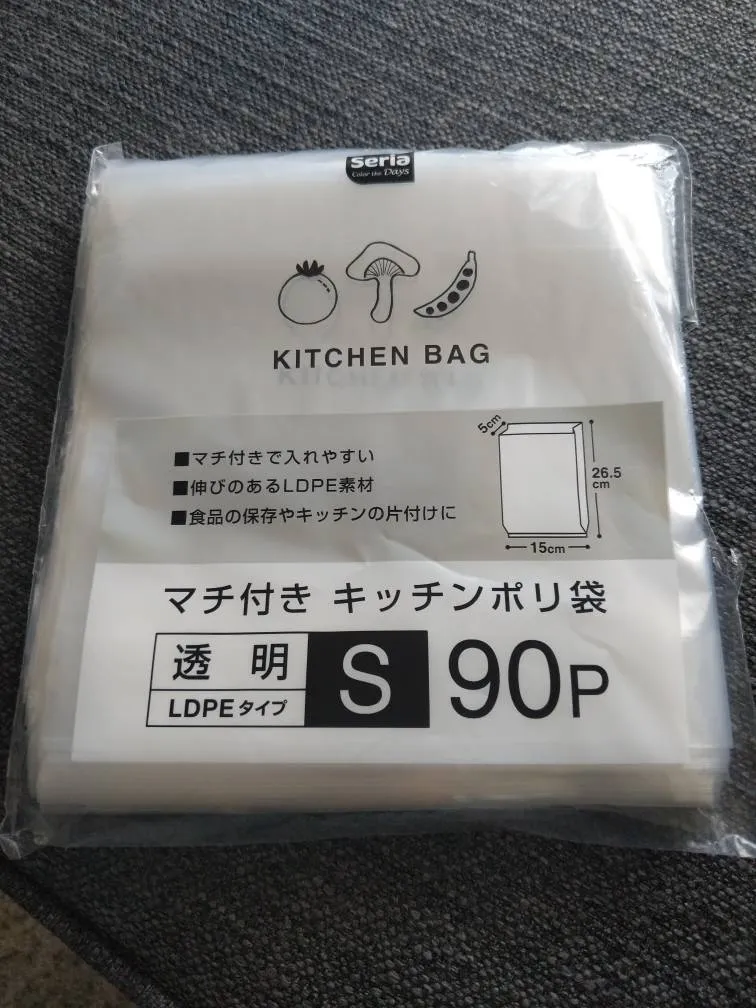 Seria
Color the Days
KITCHEN BAG
■マチ付きで入れやすい
■伸びのあるLDPE素材
■食品の保存やキッチンの片付けに
5cm
26.5
cm
15cm
マチ付き キッチンポリ袋
透明
LDPEタイプ
S
90P